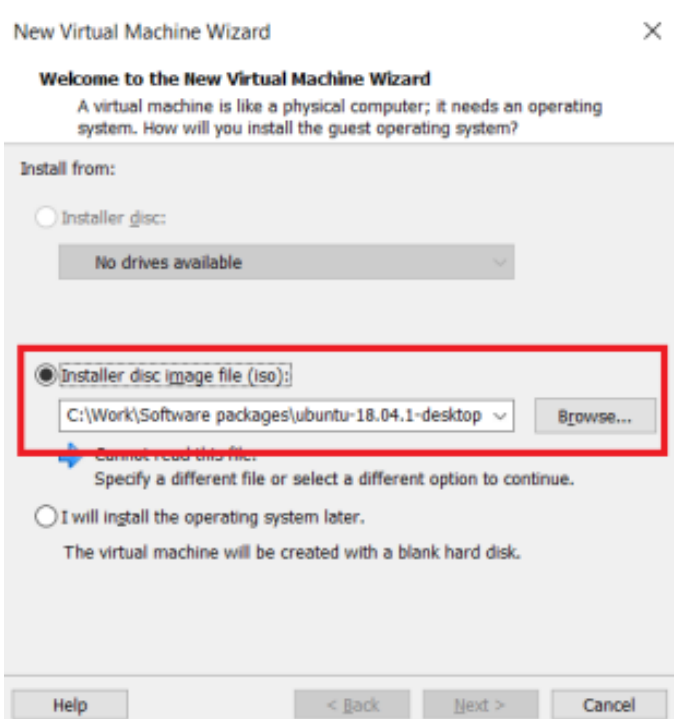 New Virtual Machine Wizard
Welcome to the New Virtual Machine Wizard
A virtual machine is like a physical computer; it needs an operating
system. How will you install the guest operating system?
Install from:
Installer disc:
No drives available
Installer disc image file (iso):
C:\Work\Software packages\ubuntu-18.04.1-desktop
Browse...
Cannot read this file.
Specify a different file or select a different option to continue.
I will install the operating system later.
The virtual machine will be created with a blank hard disk.
Help
< Back
Next >
Cancel